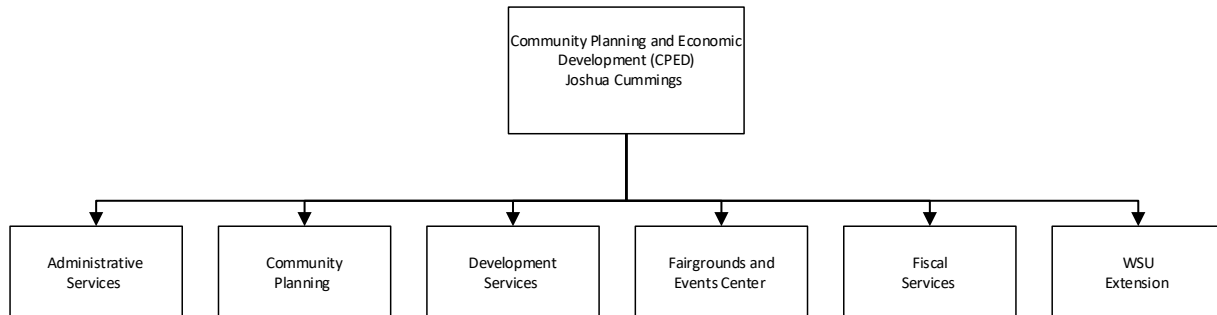 Community Planning and Economic
Development (CPED)
Joshua Cummings
Administrative
Services
Community
Planning
Development
Services
Fairgrounds and
Events Center
Fiscal
Services
WSU
Extension